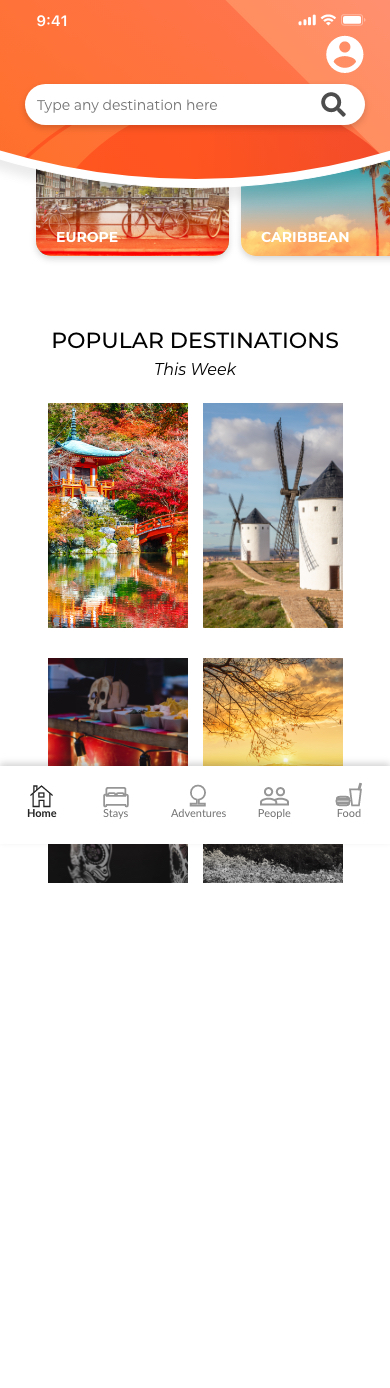 9:41
Type any destination here
EUROPE
CARIBBEAN
POPULAR DESTINATIONS
This Week
Home
Stays
Adventures
People
Food